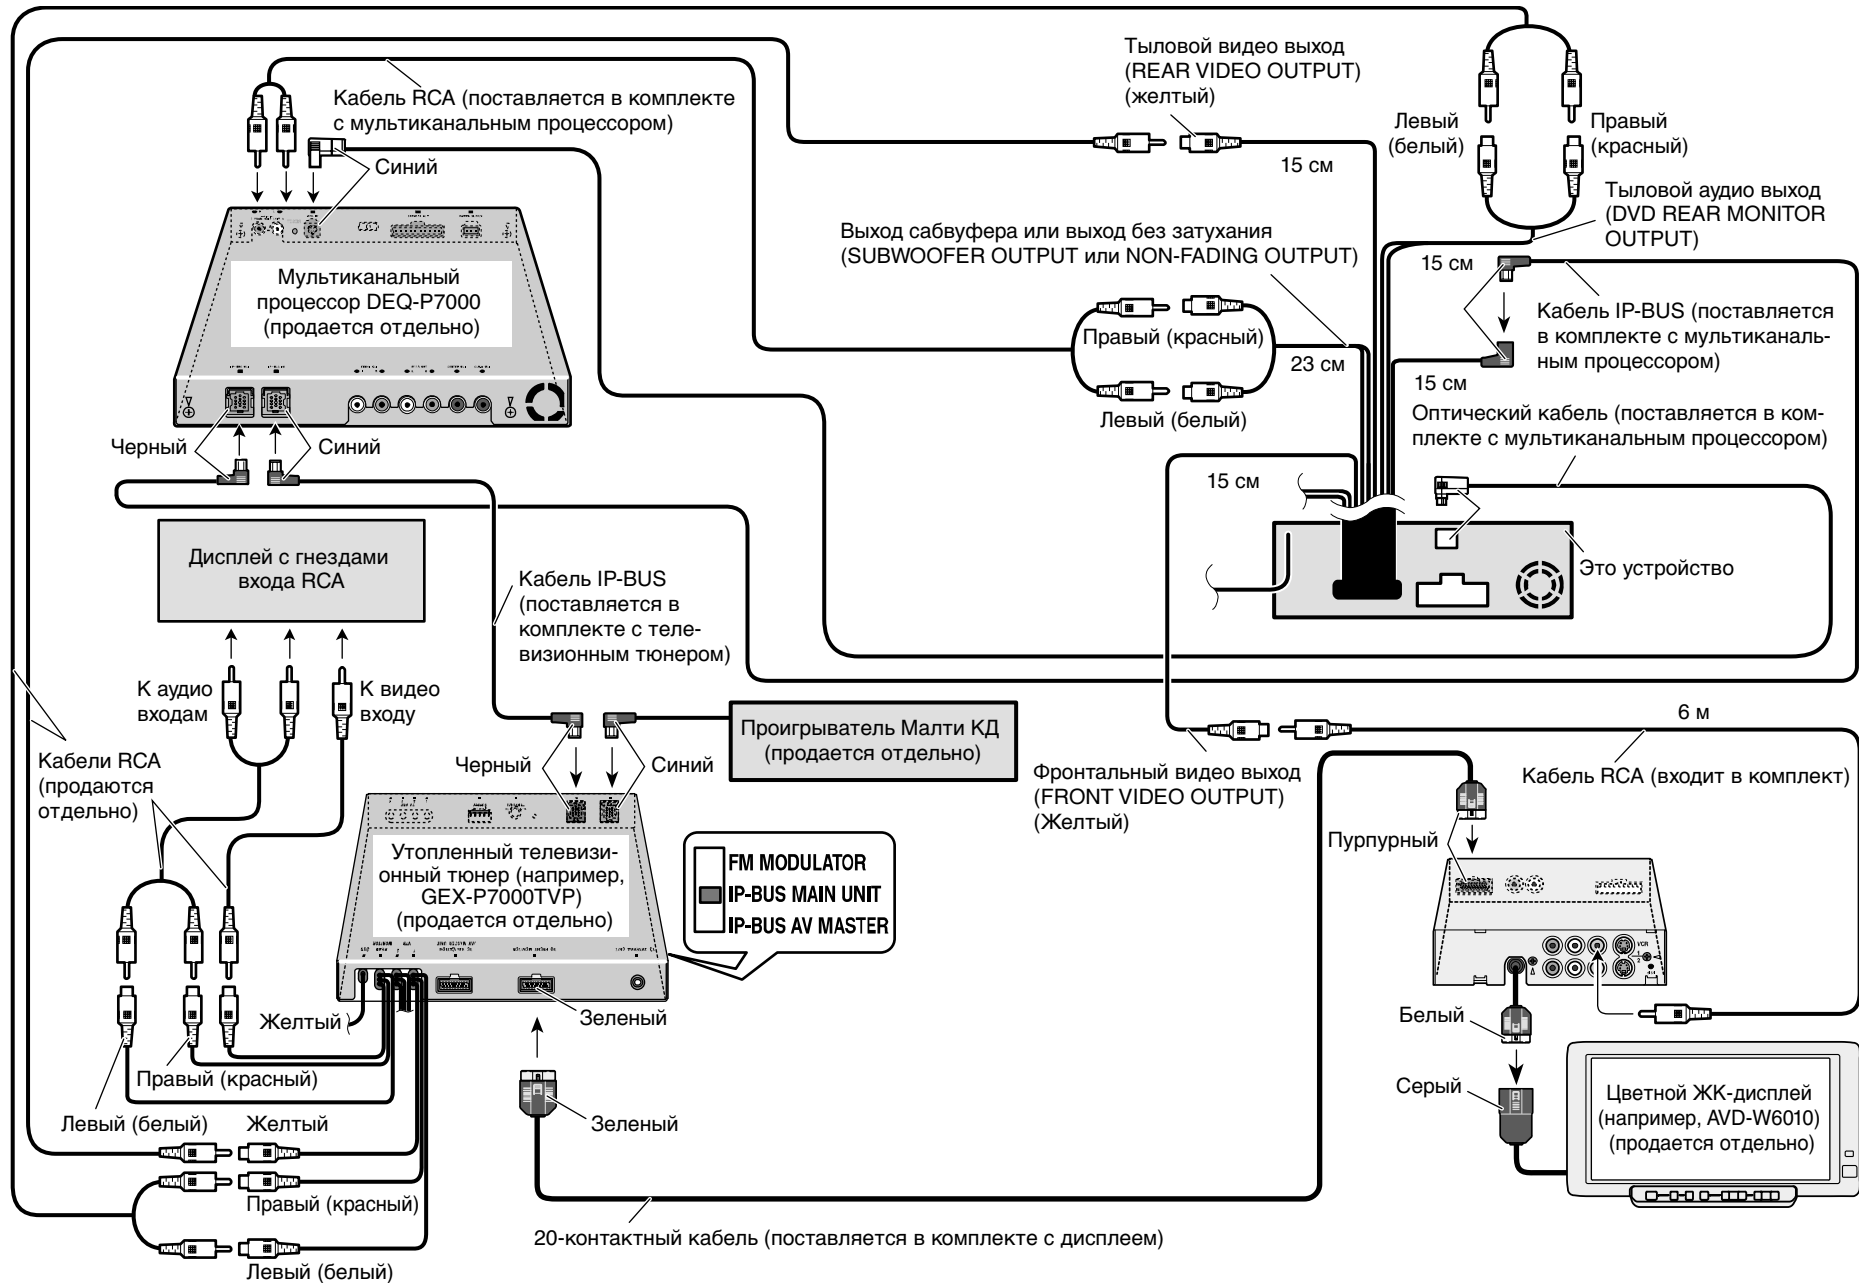 Кабель RCA (поставляется в комплекте
с мультиканальным процессором)
Синий
Тыловой видео выход
(REAR VIDEO OUTPUT)
(желтый)
15 см
Левый
(белый)
Правый
(красный)
Тыловой аудио выход
(DVD REAR MONITOR
OUTPUT)
15 см
Выход сабвуфера или выход без затухания
(SUBWOOFER OUTPUT или NON-FADING OUTPUT)
Мультиканальный
процессор DEQ-P7000
(продается отдельно)
Правый (красный)
23 см
Левый (белый)
Кабель IP-BUS (поставляется
в комплекте с мультиканаль-
ным процессором)
15 см
Оптический кабель (поставляется в ком-
плекте с мультиканальным процессором)
Черный
Синий
15 см
Это устройство
Дисплей с гнездами
входа RCA
Кабель IP-BUS
(поставляется в
комплекте с теле-
визионным тюнером)
К аудио
входам
К видео
входу
Проигрыватель Малти КД
(продается отдельно)
6 м
Кабели RCA
(продаются
отдельно)
Черный
Синий
Фронтальный видео выход
(FRONT VIDEO OUTPUT)
(Желтый)
Кабель RCA (входит в комплект)
Пурпурный
Утопленный телевизи-
онный тюнер (например,
GEX-P7000TVP)
(продается отдельно)
FM MODULATOR
IP-BUS MAIN UNIT
IP-BUS AV MASTER
VCR
1
2
Желтый
Зеленый
Белый
Правый (красный)
Серый
Цветной ЖК-дисплей
(например, AVD-W6010)
(продается отдельно)
Левый (белый)
Желтый
Зеленый
Правый (красный)
20-контактный кабель (поставляется в комплекте с дисплеем)
Левый (белый)